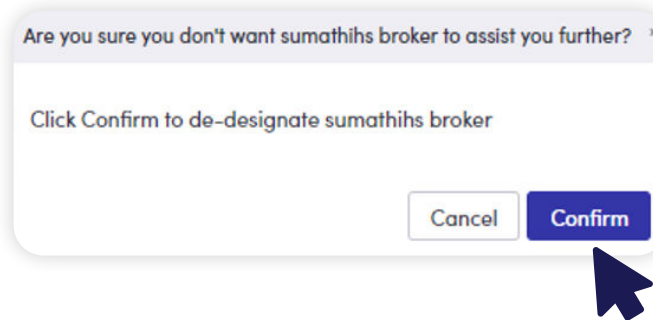 Are you sure you don't want sumathihs broker to assist you further?
Click Confirm to de-designate sumathihs broker
Cancel Confirm